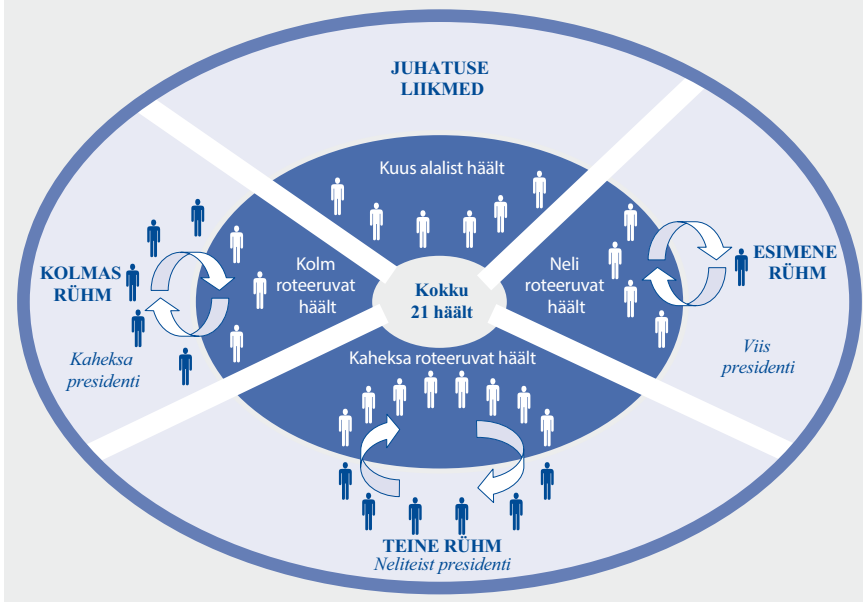 JUHATUSE
LIIKMED
Kuus alalist häält
KOLMAS
RÜHM
Kaheksa
presidenti
Kolm
roteeruvat
häält
Kokku
21 häält
Neli
roteeruvat
häält
ESIMENE
RÜHM
Viis
presidenti
Kaheksa roteeruvat häält
TEINE RÜHM
Neliteist presidenti